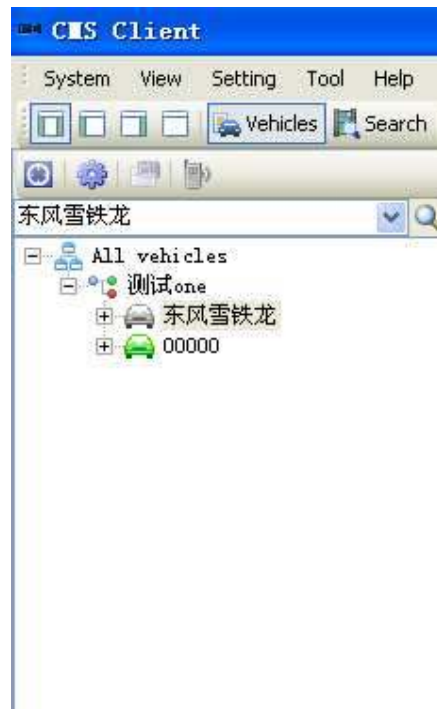 CMS Client
System View Setting Tool Help
Vehicles Search
东风雪铁龙
All vehicles
测试one
东风雪铁龙
00000